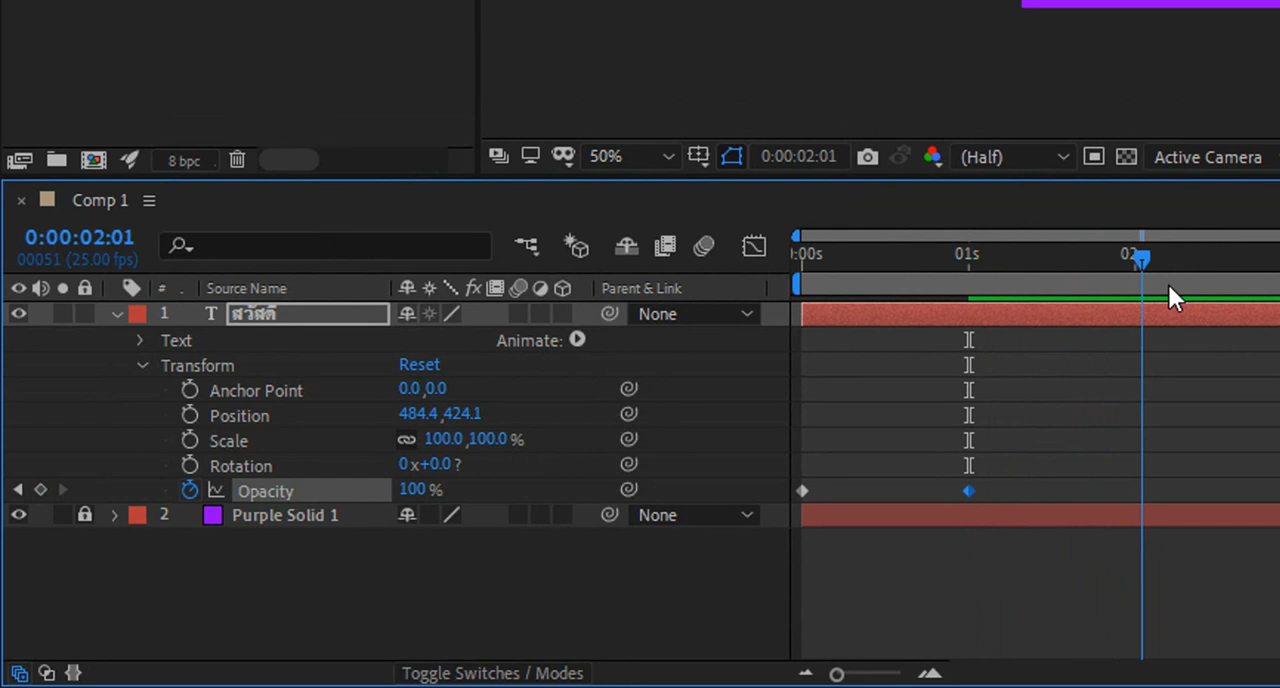 8 bpc
50%
0:00:02:01
(Half)
Active Camera
× Comp 1
0:00:02:01
00051 (25.00 fps)
:00s 01s 02
# . Source Name fx Parent & Link
1 T สวัสดี None
Text Animate:
Transform Reset
Anchor Point 0.0,0.0
Position 484.4,424.1
Scale 100.0,100.0 %
Rotation 0 x+0.0 ?
Opacity 100 %
2 Purple Solid 1 None
Toggle Switches / Modes